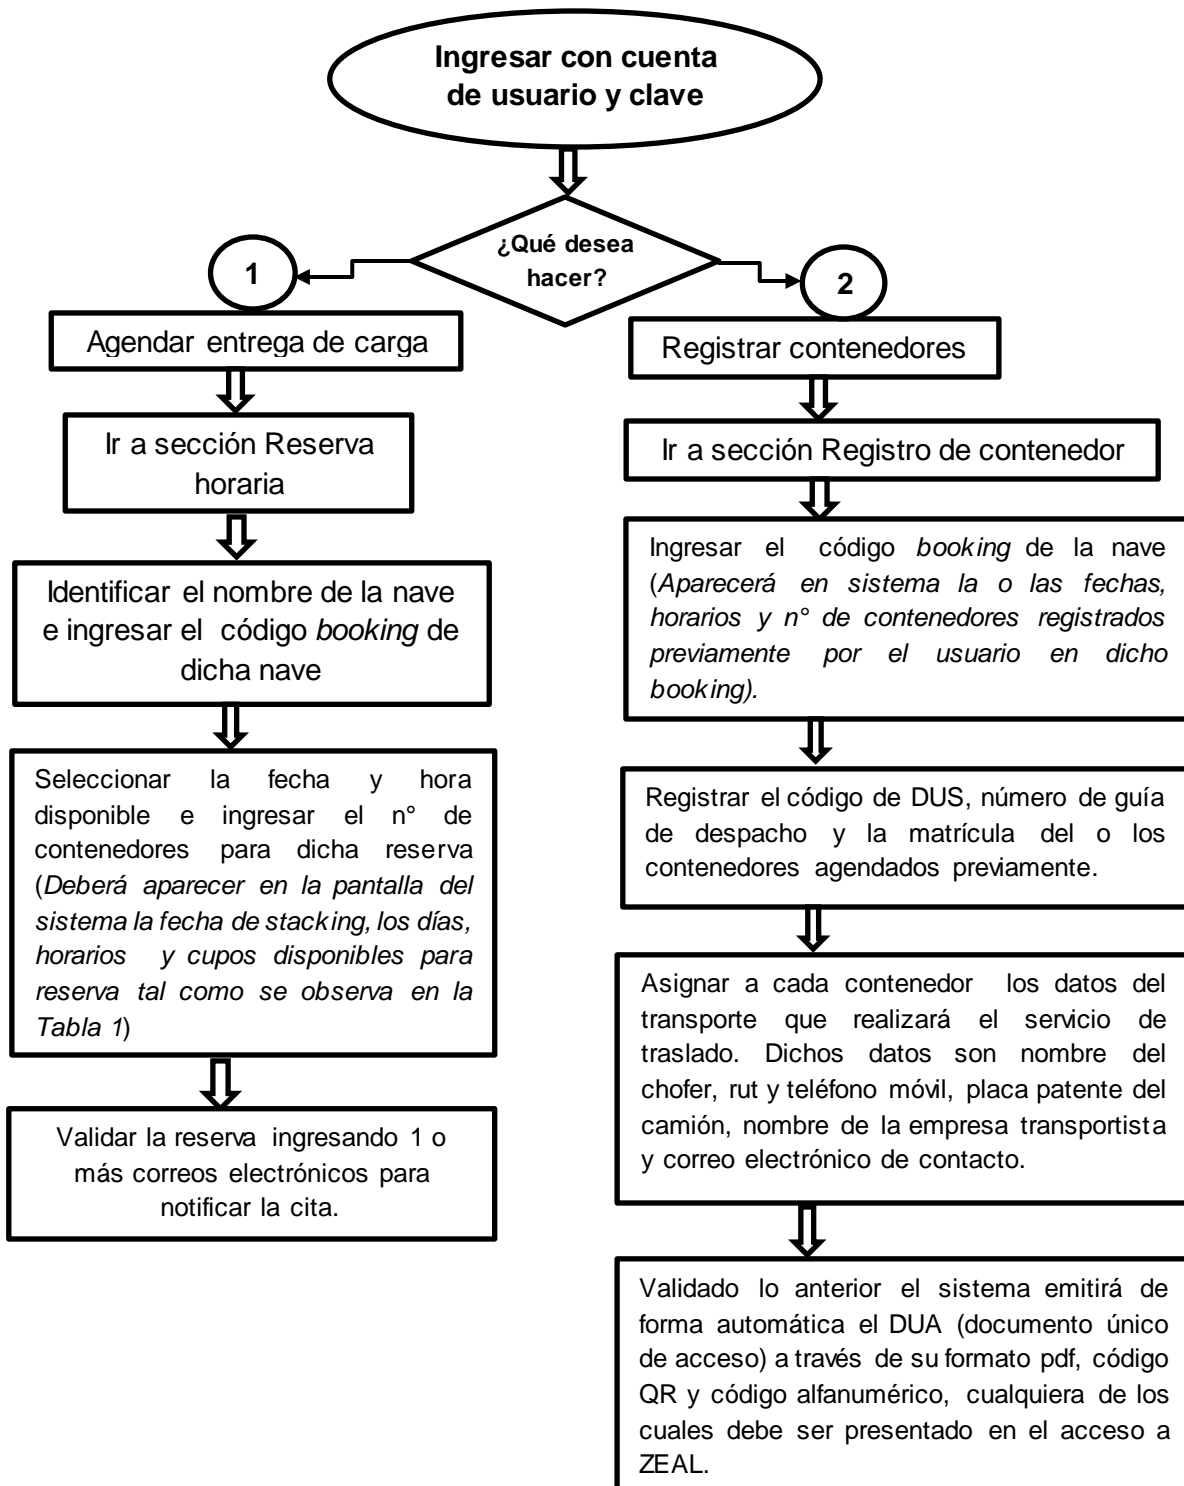 Ingresar con cuenta
de usuario y clave
¿Qué desea
hacer?
1
Agendar entrega de carga
Ir a sección Reserva
horaria
Identificar el nombre de la nave
e ingresar el código booking de
dicha nave
Seleccionar la fecha y hora
disponible e ingresar el n° de
contenedores para dicha reserva
(Deberá aparecer en la pantalla del
sistema la fecha de stacking, los días,
horarios y cupos disponibles para
reserva tal como se observa en la
Tabla 1)
Validar la reserva ingresando 1 o
más correos electrónicos para
notificar la cita.
2
Registrar contenedores
Ir a sección Registro de contenedor
Ingresar el código booking de la nave
(Aparecerá en sistema la o las fechas,
horarios y n° de contenedores registrados
previamente por el usuario en dicho
booking).
Registrar el código de DUS, número de guía
de despacho y la matrícula del o los
contenedores agendados previamente.
Asignar a cada contenedor los datos del
transporte que realizará el servicio de
traslado. Dichos datos son nombre del
chofer, rut y teléfono móvil, placa patente del
camión, nombre de la empresa transportista
y correo electrónico de contacto.
Validado lo anterior el sistema emitirá de
forma automática el DUA (documento único
de acceso) a través de su formato pdf, código
QR y código alfanumérico, cualquiera de los
cuales debe ser presentado en el acceso a
ZEAL.